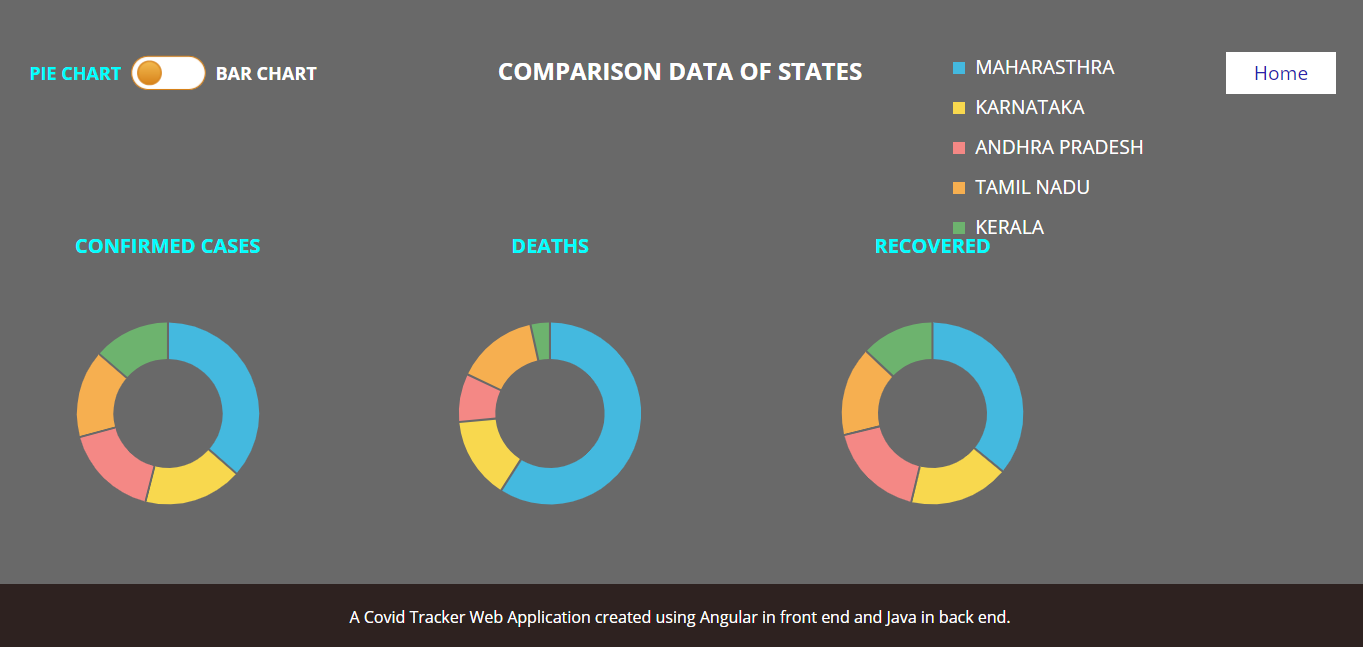 PIE CHART
BAR CHART
COMPARISON DATA OF STATES
MAHARASTHRA
KARNATAKA
ANDHRA PRADESH
TAMIL NADU
KERALA
Home
CONFIRMED CASES
DEATHS
RECOVERED
A Covid Tracker Web Application created using Angular in front end and Java in back end.